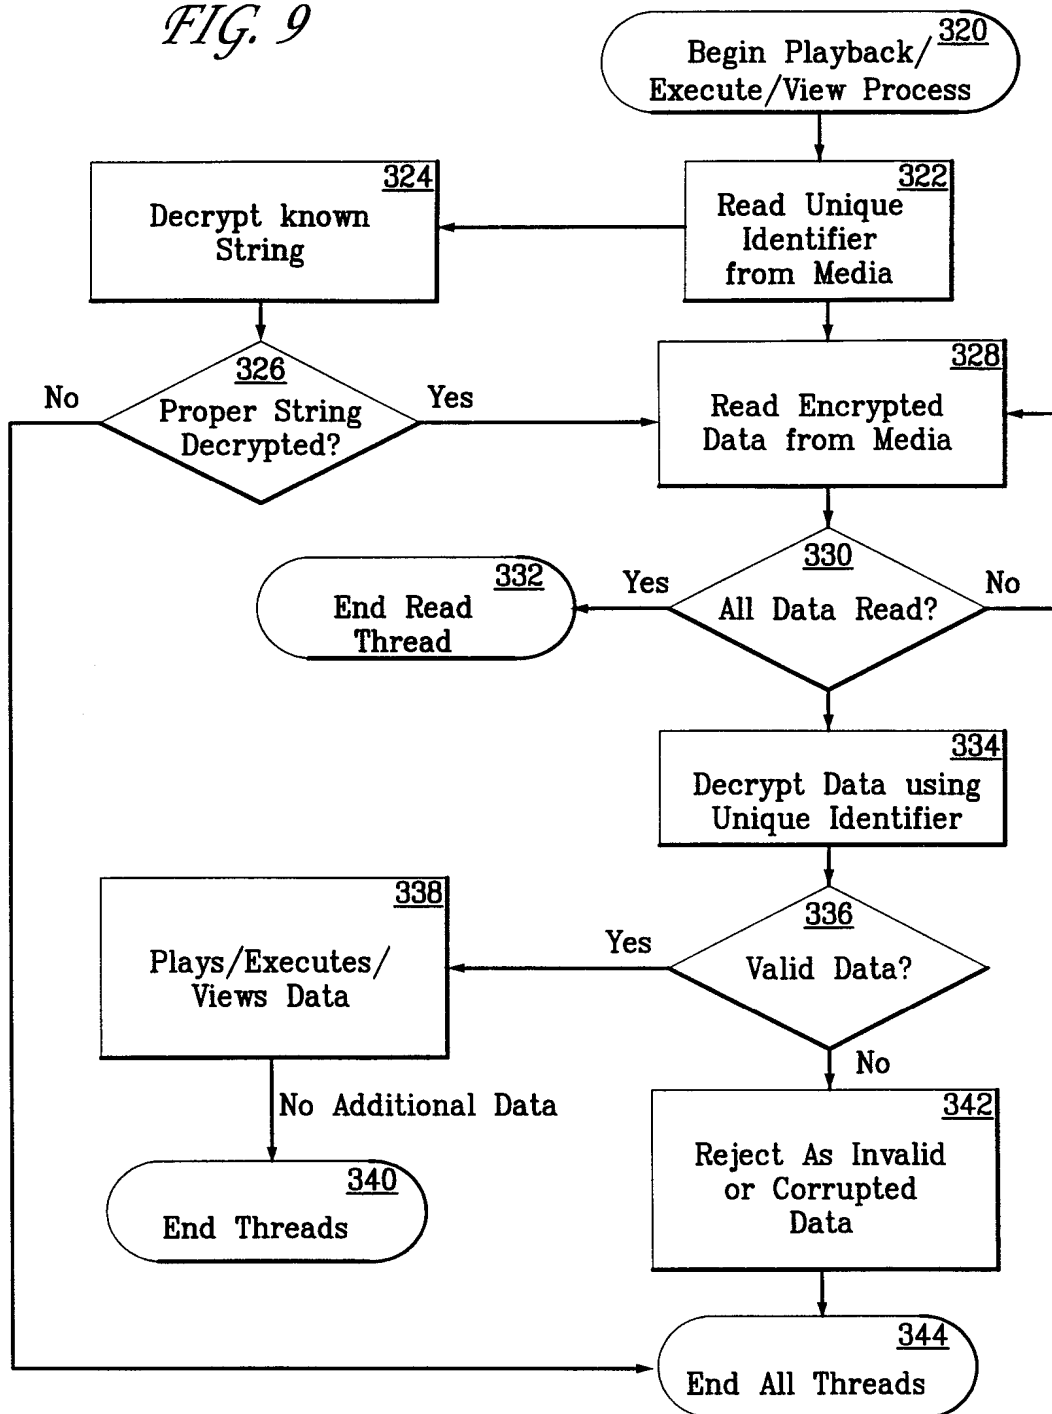 FIG. 9
320
Begin Playback/
Execute/View Process
324
Decrypt known
String
322
Read Unique
Identifier
from Media
326
Proper String
Decrypted?
No
Yes
328
Read Encrypted
Data from Media
330
All Data Read?
Yes
No
332
End Read
Thread
334
Decrypt Data using
Unique Identifier
336
Valid Data?
Yes
No
338
Plays/Executes/
Views Data
No Additional Data
340
End Threads
342
Reject As Invalid
or Corrupted
Data
344
End All Threads